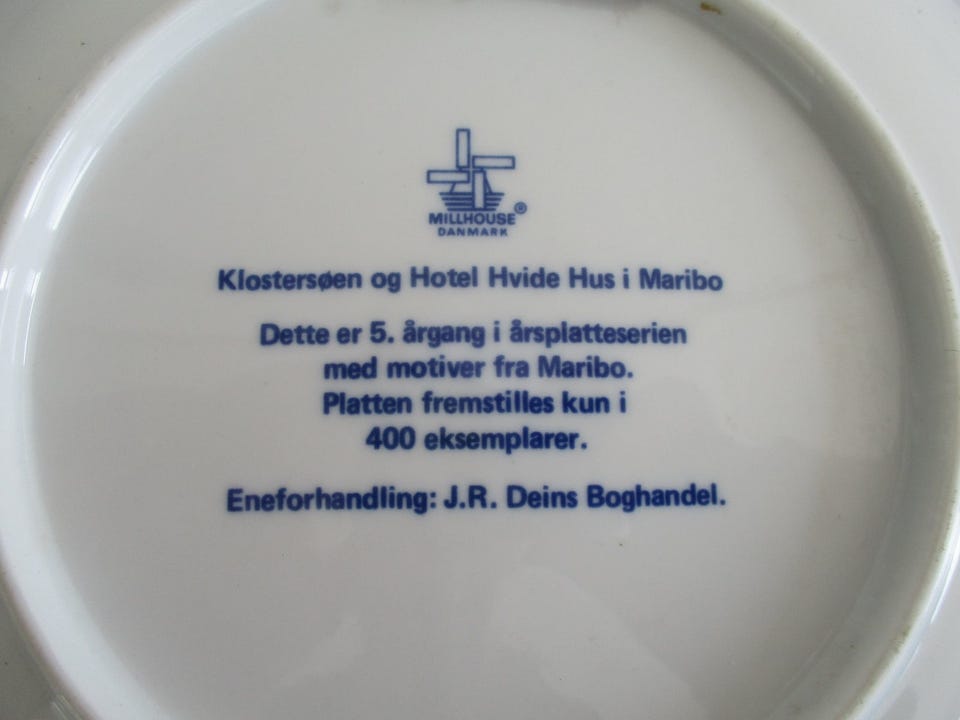 MILLHOUSE®
DANMARK
Klostersøen og Hotel Hvide Hus i Maribo
Dette er 5. årgang i årsplatteserien
med motiver fra Maribo.
Platten fremstilles kun i
400 eksemplarer.
Eneforhandling: J.R. Deins Boghandel.